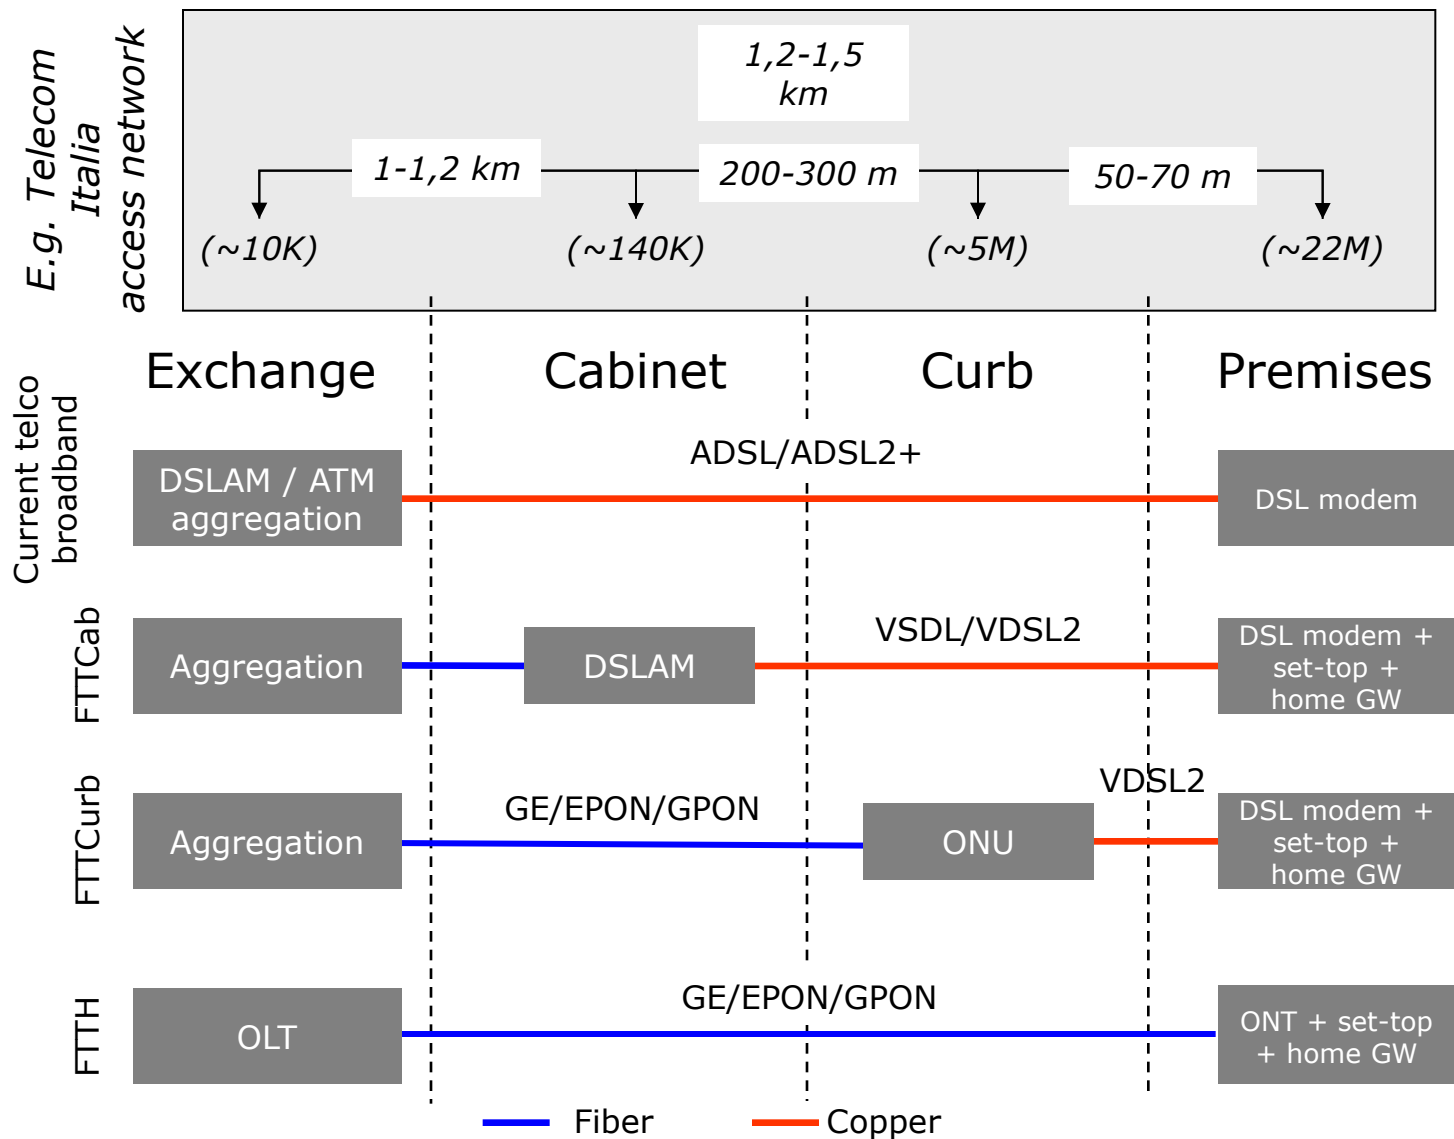 E.g. Telecom
Italia
access network
1,2-1,5
km
1-1,2 km
200-300 m
50-70 m
(~10K)
(~140K)
(~5M)
(~22M)
Exchange
Cabinet
Curb
Premises
Current telco
broadband
DSLAM / ATM
aggregation
ADSL/ADSL2+
DSL modem
FTTCab
Aggregation
DSLAM
VSDL/VDSL2
DSL modem +
set-top +
home GW
FTTCurb
Aggregation
GE/EPON/GPON
ONU
VDSL2
DSL modem +
set-top +
home GW
FTTH
OLT
GE/EPON/GPON
ONT + set-top
+ home GW
Fiber
Copper